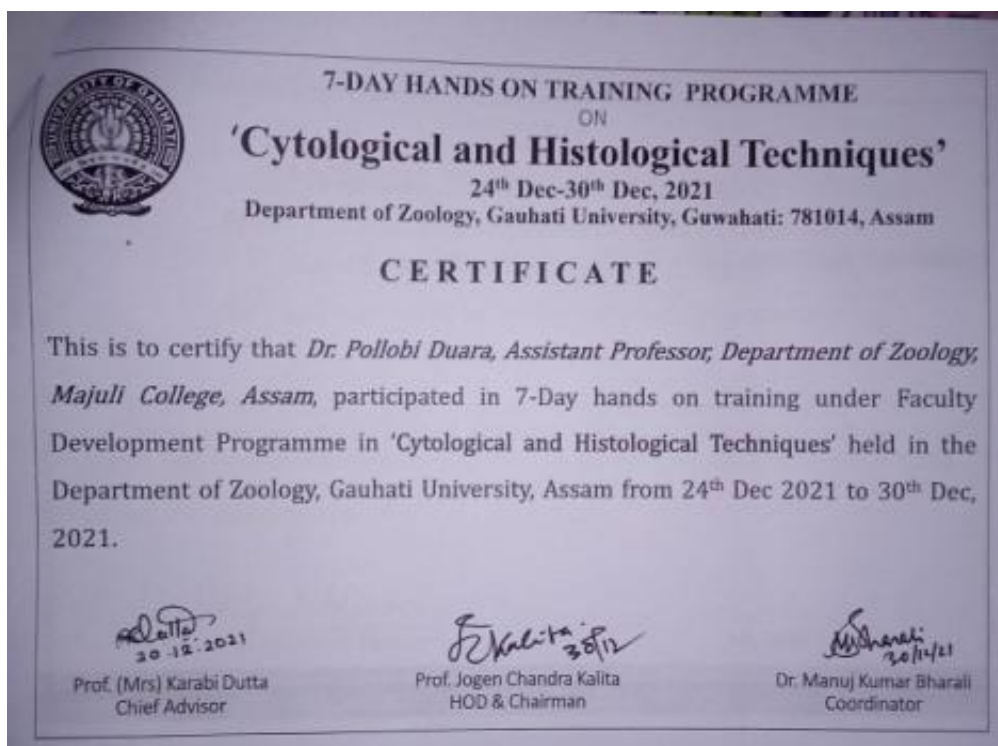 UNIVERSITY OF GAUHATI
7-DAY HANDS ON TRAINING PROGRAMME
ON
‘Cytological and Histological Techniques’
24th Dec-30th Dec, 2021
Department of Zoology, Gauhati University, Guwahati: 781014, Assam
CERTIFICATE
This is to certify that Dr. Pollobi Duara, Assistant Professor, Department of Zoology,
Majuli College, Assam, participated in 7-Day hands on training under Faculty
Development Programme in ‘Cytological and Histological Techniques’ held in the
Department of Zoology, Gauhati University, Assam from 24th Dec 2021 to 30th Dec,
2021.
Dutta Kalita 30/12
30.12.2021 30/12/21
Prof. (Mrs) Karabi Dutta Prof. Jogen Chandra Kalita Dr. Manuj Kumar Bharali
Chief Advisor HOD & Chairman Coordinator